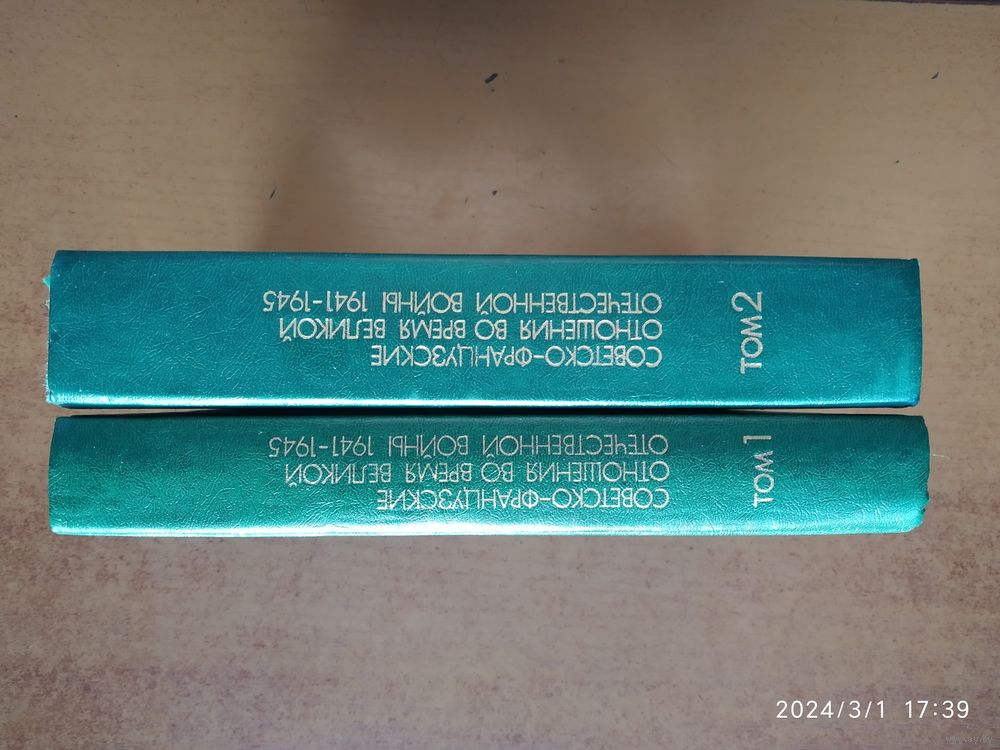 СОВЕТСКО-ФРАНЦУЗСКИЕ
ОТНОШЕНИЯ ВО ВРЕМЯ ВЕЛИКОЙ
ОТЕЧЕСТВЕННОЙ ВОЙНЫ 1941-1945
ТОМ 2
СОВЕТСКО-ФРАНЦУЗСКИЕ
ОТНОШЕНИЯ ВО ВРЕМЯ ВЕЛИКОЙ
ОТЕЧЕСТВЕННОЙ ВОЙНЫ 1941-1945
ТОМ 1
2024/3/1 17:39